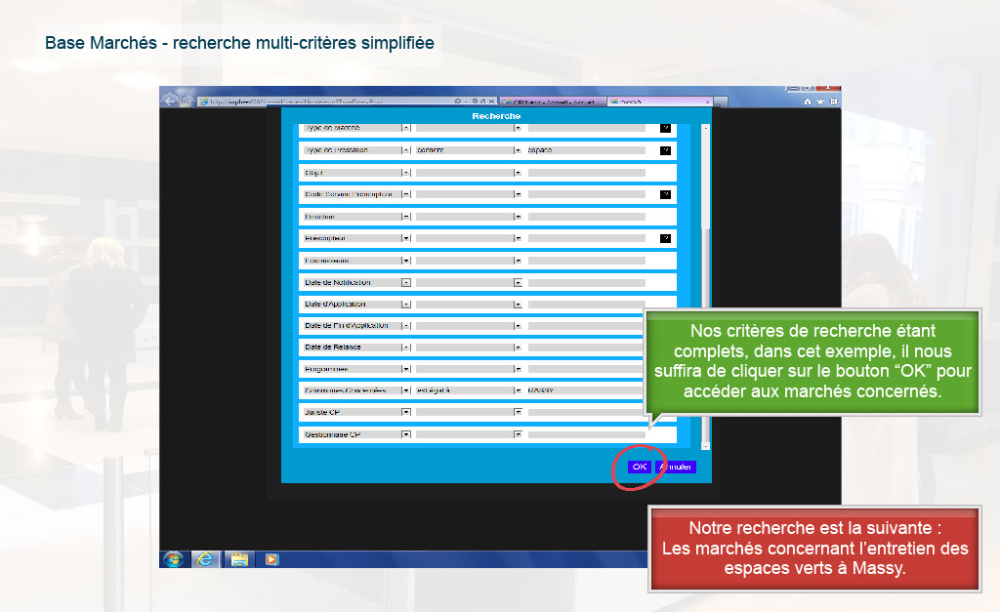 Base Marchés - recherche multi-critères simplifiée
Recherche
Type de Marché ?
Type de Prestation contient espace ?
Objet
Code Service Prescripteur ?
Direction
Prescripteur ?
Fournisseurs
Date de Notification
Date d'Application
Date de Fin d'Application
Date de Relance
Programmes
Communes Concernées est égal à MASSY
Juriste CP
Gestionnaire CP
Nos critères de recherche étant
complets, dans cet exemple, il nous
suffira de cliquer sur le bouton “OK” pour
accéder aux marchés concernés.
OK Annuler
Notre recherche est la suivante :
Les marchés concernant l’entretien des
espaces verts à Massy.